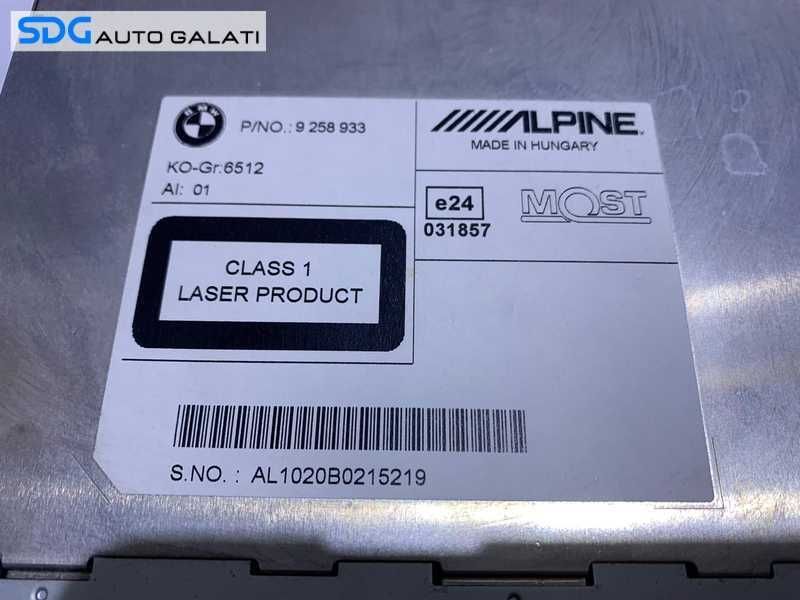 SDG AUTO GALATI
BMW
P/NO.: 9 258 933
KO-Gr:6512
AI: 01
ALPINE
MADE IN HUNGARY
e24
031857
MOST
CLASS 1
LASER PRODUCT
S.NO. : AL1020B0215219